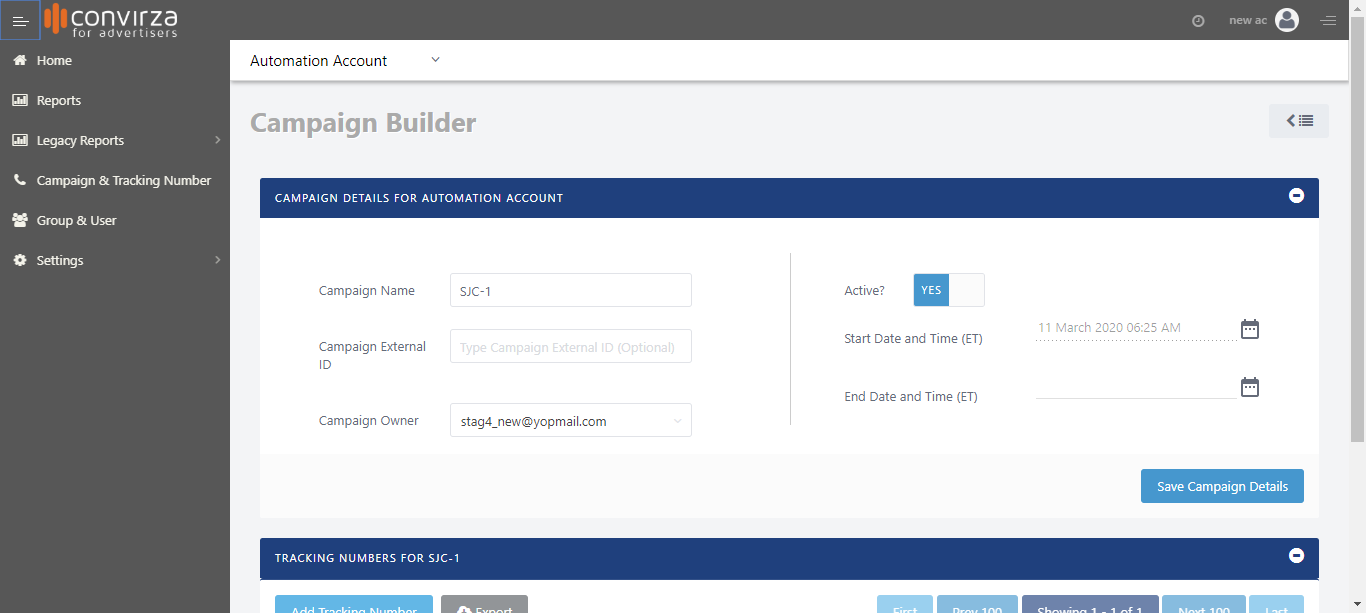 convirza
for advertisers
new ac
Home
Reports
Legacy Reports
Campaign & Tracking Number
Group & User
Settings
Automation Account
Campaign Builder
CAMPAIGN DETAILS FOR AUTOMATION ACCOUNT
Campaign Name
SJC-1
Campaign External
ID
Type Campaign External ID (Optional)
Campaign Owner
stag4_new@yopmail.com
Active?
YES
Start Date and Time (ET)
11 March 2020 06:25 AM
End Date and Time (ET)
Save Campaign Details
TRACKING NUMBERS FOR SJC-1
Add Tracking Number
Export
First
Prev 100
Showing 1 - 1 of 1
Next 100
Last